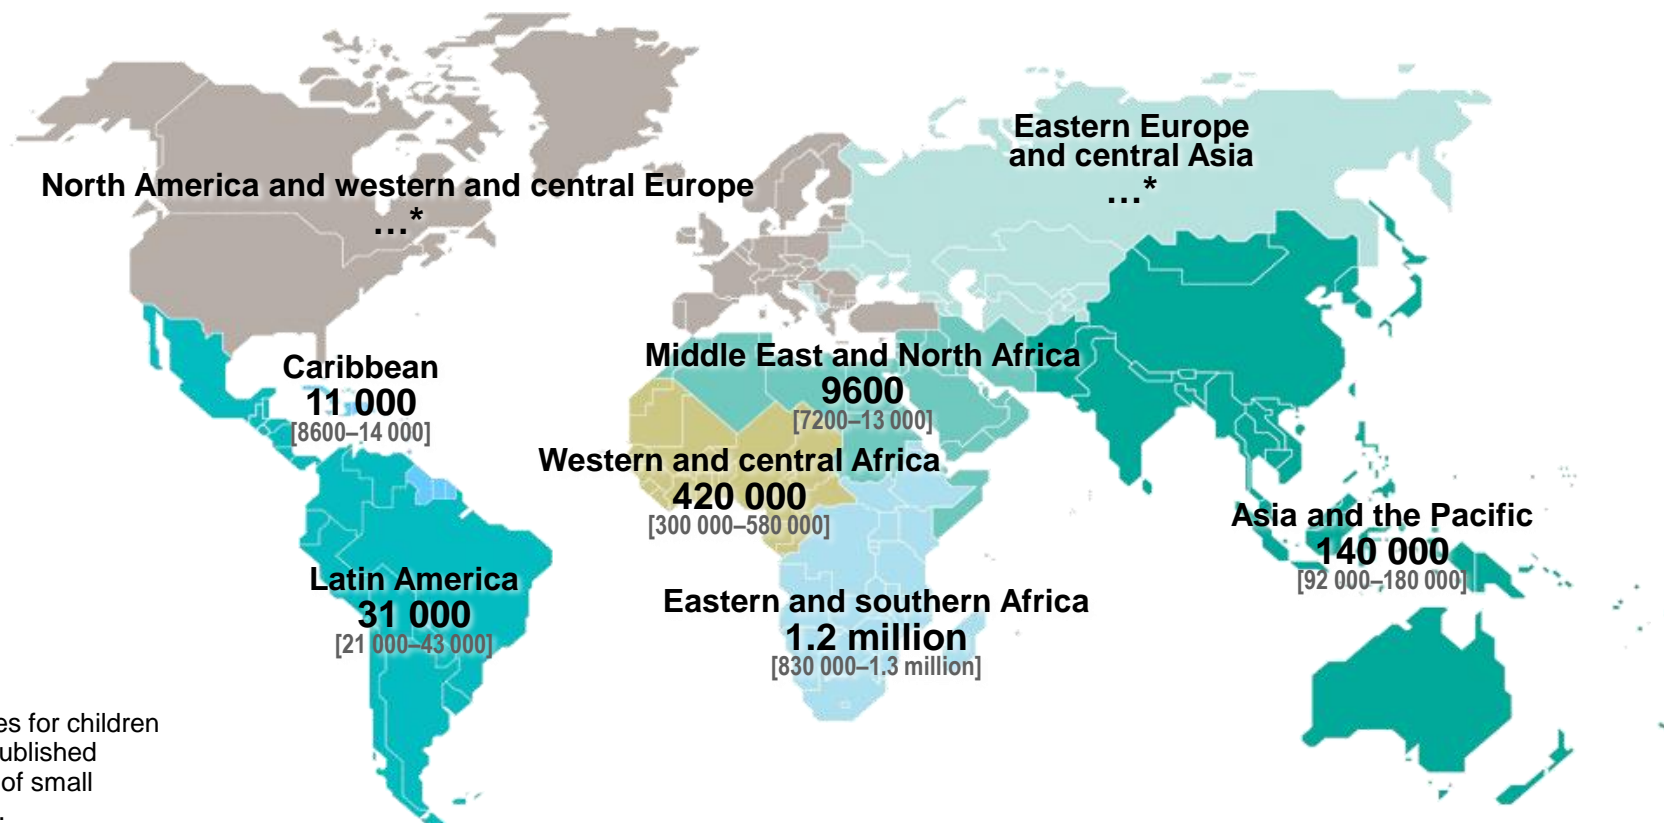 North America and western and central Europe
...*
Eastern Europe
and central Asia
...*
Caribbean
11 000
[8600–14 000]
Middle East and North Africa
9600
[7200–13 000]
Western and central Africa
420 000
[300 000–580 000]
Asia and the Pacific
140 000
[92 000–180 000]
Latin America
31 000
[21 000–43 000]
Eastern and southern Africa
1.2 million
[830 000–1.3 million]
es for children
ublished
of small
.